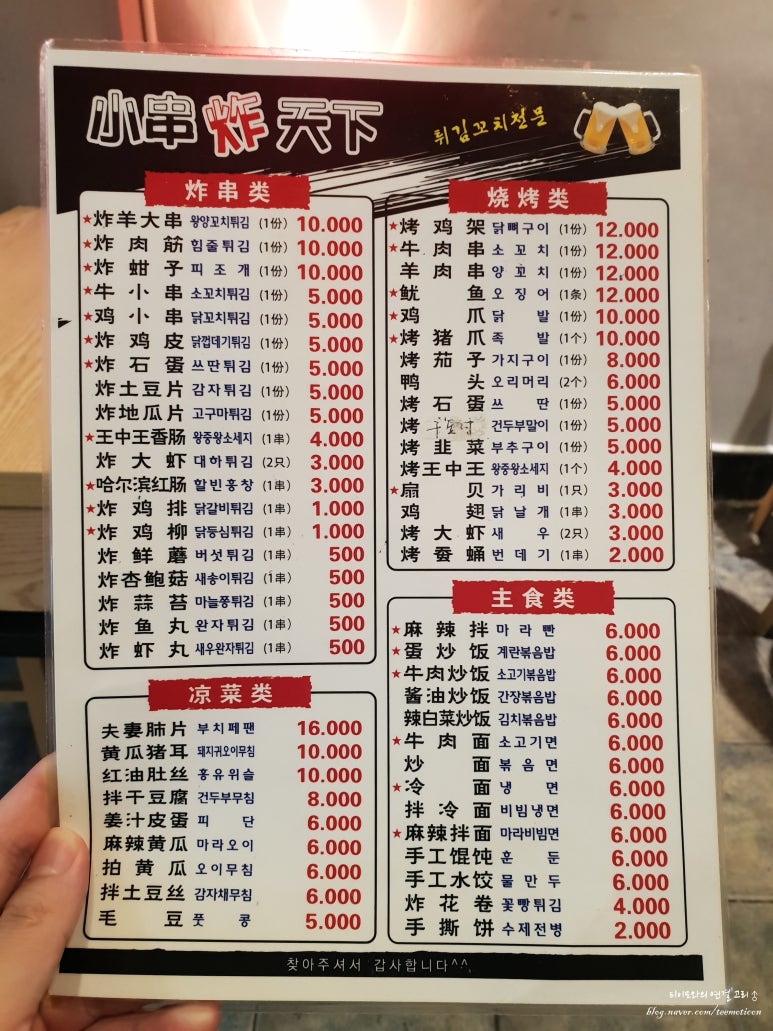 小串炸天下
튀김꼬치전문
炸串类
★炸羊大串 왕양꼬치튀김 (1份) 10.000
★炸肉筋 힘줄튀김 (1份) 10.000
★炸蚶子 피조개 (1份) 10.000
★牛小串 소꼬치튀김 (1份) 5.000
★鸡小串 닭꼬치튀김 (1份) 5.000
★炸鸡皮 닭껍데기튀김 (1份) 5.000
★炸石蛋 쓰딴튀김 (1份) 5.000
炸土豆片 감자튀김 (1份) 5.000
炸地瓜片 고구마튀김 (1份) 5.000
★王中王香肠 왕중왕소세지 (1串) 4.000
炸大虾 대하튀김 (2只) 3.000
★哈尔滨红肠 할빈홍창 (1串) 3.000
★炸鸡排 닭갈비튀김 (1串) 1.000
★炸鸡柳 닭등심튀김 (1串) 1.000
炸鲜蘑 버섯튀김 (1串) 500
炸杏鲍菇 새송이튀김 (1串) 500
炸蒜苔 마늘쫑튀김 (1串) 500
炸鱼丸 완자튀김 (1串) 500
炸虾丸 새우완자튀김 (1串) 500
凉菜类
夫妻肺片 부치페팬 16.000
黄瓜猪耳 돼지귀오이무침 10.000
红油肚丝 홍유위슬 10.000
拌干豆腐 건두부무침 8.000
姜汁皮蛋 피단 6.000
麻辣黄瓜 마라오이 6.000
拍黄瓜 오이무침 6.000
拌土豆丝 감자채무침 6.000
毛豆 풋콩 5.000
烧烤类
★烤鸡架 닭뼈구이 (1份) 12.000
★牛肉串 소꼬치 (1份) 12.000
羊肉串 양꼬치 (1份) 12.000
★鱿鱼 오징어 (1条) 12.000
★鸡爪 닭발 (1份) 10.000
★烤猪爪 족발 (1个) 10.000
烤茄子 가지구이 (1份) 8.000
鸭头 오리머리 (2个) 6.000
烤石蛋 쓰딴 (1份) 5.000
烤 건두부말이 (1份) 5.000
烤韭菜 부추구이 (1份) 5.000
烤王中王 왕중왕소세지 (1个) 4.000
★扇贝 가리비 (1只) 3.000
鸡翅 닭날개 (1串) 3.000
烤大虾 새우 (2只) 3.000
烤蚕蛹 번데기 (1串) 2.000
主食类
★麻辣拌 마라빤 6.000
★蛋炒饭 계란볶음밥 6.000
★牛肉炒饭 소고기볶음밥 6.000
酱油炒饭 간장볶음밥 6.000
辣白菜炒饭 김치볶음밥 6.000
★牛肉面 소고기면 6.000
炒面 볶음면 6.000
★冷面 냉면 6.000
拌冷面 비빔냉면 6.000
★麻辣拌面 마라비빔면 6.000
手工馄饨 훈둔 6.000
手工水饺 물만두 6.000
炸花卷 꽃빵튀김 4.000
手撕饼 수제전병 2.000
찾아주셔서 감사합니다^^
티이모와의 연결 고리
blog.naver.com/teemoticon